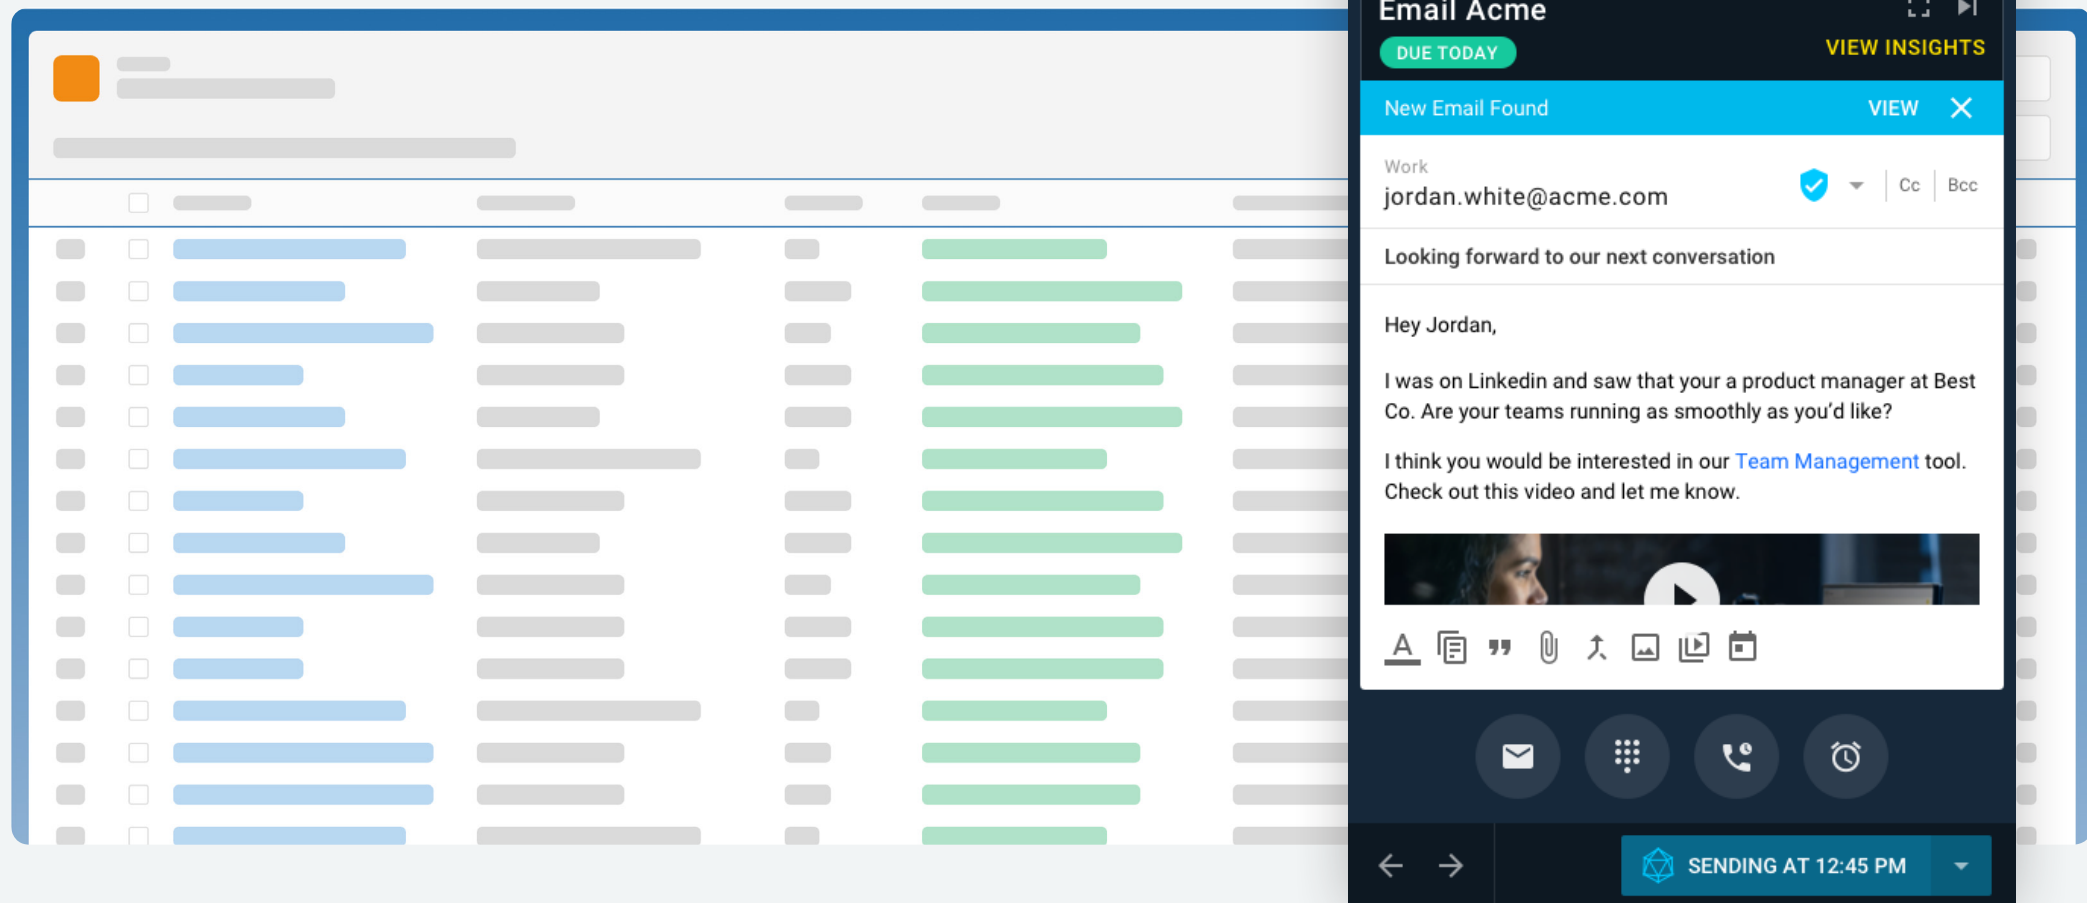 Email Acme
DUE TODAY
VIEW INSIGHTS
New Email Found
VIEW
Work
jordan.white@acme.com
Cc
Bcc
Looking forward to our next conversation
Hey Jordan,
I was on Linkedin and saw that your a product manager at Best
Co. Are your teams running as smoothly as you’d like?
I think you would be interested in our Team Management tool.
Check out this video and let me know.
A
SENDING AT 12:45 PM